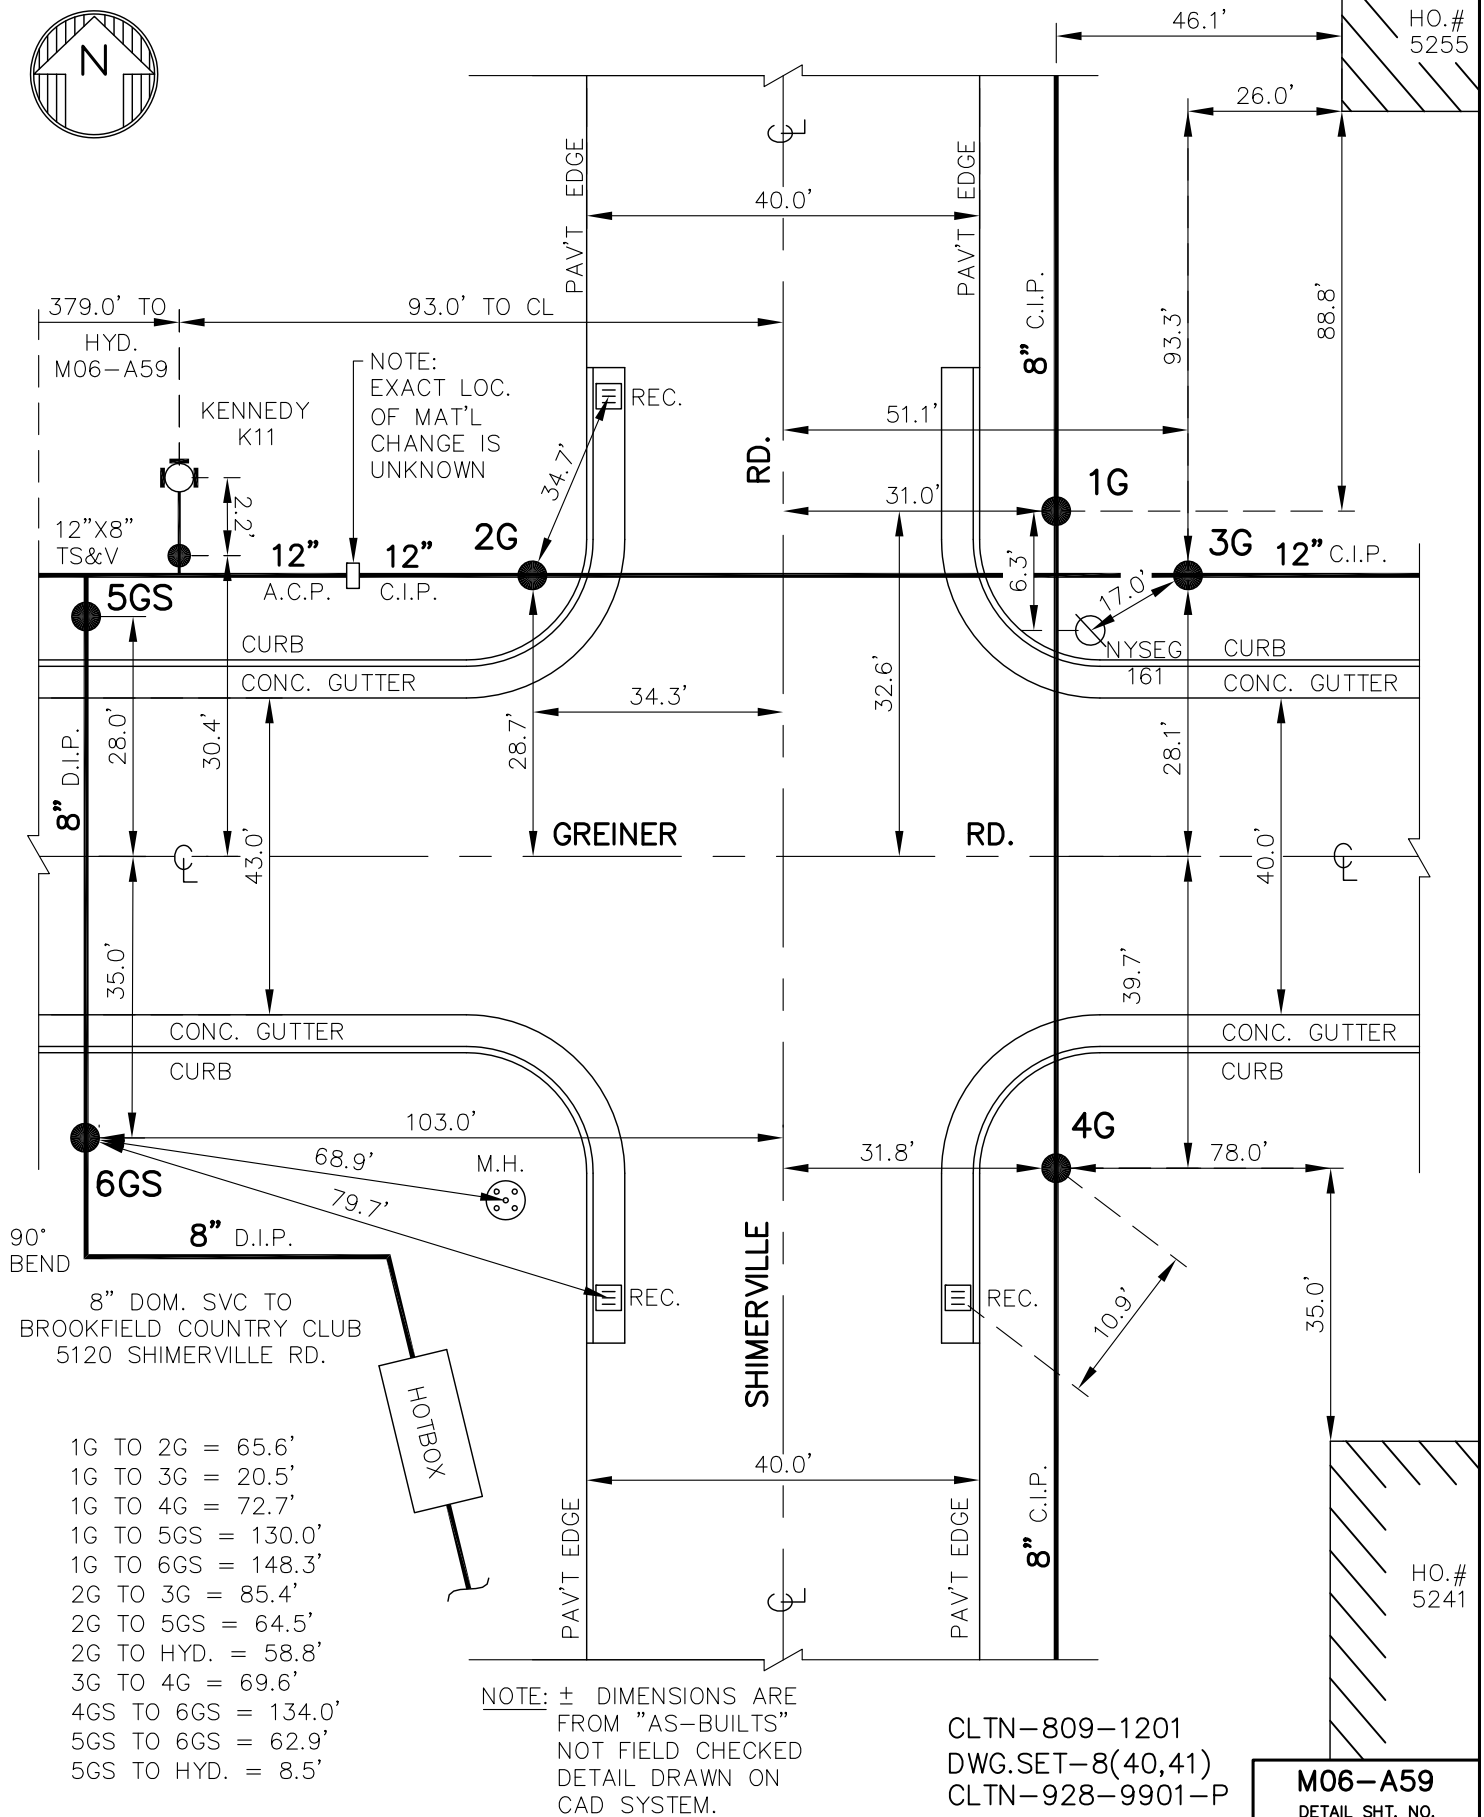 N
46.1'
HO.#
5255
26.0'
C
L
PAV'T EDGE
PAV'T EDGE
40.0'
8" C.I.P.
93.3'
88.8'
379.0' TO
HYD.
M06-A59
93.0' TO CL
NOTE:
EXACT LOC.
OF MAT'L
CHANGE IS
UNKNOWN
REC.
KENNEDY
K11
34.7'
RD.
51.1'
2.2'
31.0'
1G
12"X8"
TS&V
12"
A.C.P.
12"
C.I.P.
2G
6.3'
3G
12" C.I.P.
17.0'
5GS
CURB
CONC. GUTTER
NYSEG
161
CURB
CONC. GUTTER
8" D.I.P.
28.0'
30.4'
34.3'
28.7'
32.6'
28.1'
GREINER RD.
C
L
43.0'
40.0'
C
L
35.0'
39.7'
CONC. GUTTER
CURB
CONC. GUTTER
CURB
103.0'
4G
6GS
68.9'
M.H.
79.7'
31.8'
78.0'
90°
BEND
8" D.I.P.
SHIMERVILLE
REC.
REC.
10.9'
35.0'
8" DOM. SVC TO
BROOKFIELD COUNTRY CLUB
5120 SHIMERVILLE RD.
HOTBOX
1G TO 2G = 65.6'
1G TO 3G = 20.5'
1G TO 4G = 72.7'
1G TO 5GS = 130.0'
1G TO 6GS = 148.3'
2G TO 3G = 85.4'
2G TO 5GS = 64.5'
2G TO HYD. = 58.8'
3G TO 4G = 69.6'
4GS TO 6GS = 134.0'
5GS TO 6GS = 62.9'
5GS TO HYD. = 8.5'
40.0'
PAV'T EDGE
C
L
PAV'T EDGE
8" C.I.P.
HO.#
5241
NOTE: ± DIMENSIONS ARE
FROM "AS-BUILTS"
NOT FIELD CHECKED
DETAIL DRAWN ON
CAD SYSTEM.
CLTN-809-1201
DWG.SET-8(40,41)
CLTN-928-9901-P
M06-A59
DETAIL SHT. NO.